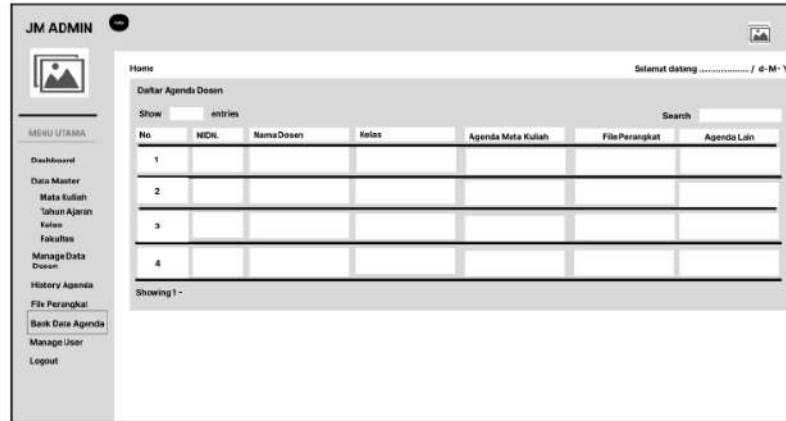 JM ADMIN
Home
Selamat datang ..................... / d-M-Y
Daftar Agenda Dosen
Show entries
Search
No. NIDN. Nama Dosen Kelas Agenda Mata Kuliah File Perangkat Agenda Lain
1
2
3
4
Showing 1 -
MENU UTAMA
Dashboard
Data Master
Mata Kuliah
Tahun Ajaran
Kelas
Fakultas
Manage Data
Dosen
History Agenda
File Perangkat
Bank Data Agenda
Manage User
Logout